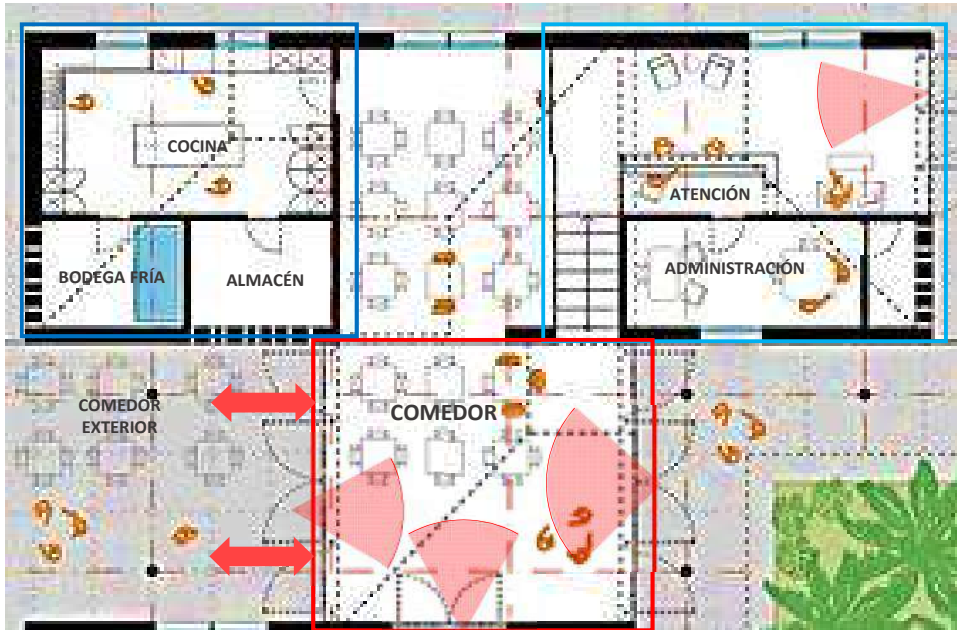 COCINA
ATENCIÓN
BODEGA FRÍA
ALMACÉN
ADMINISTRACIÓN
COMEDOR
EXTERIOR
COMEDOR